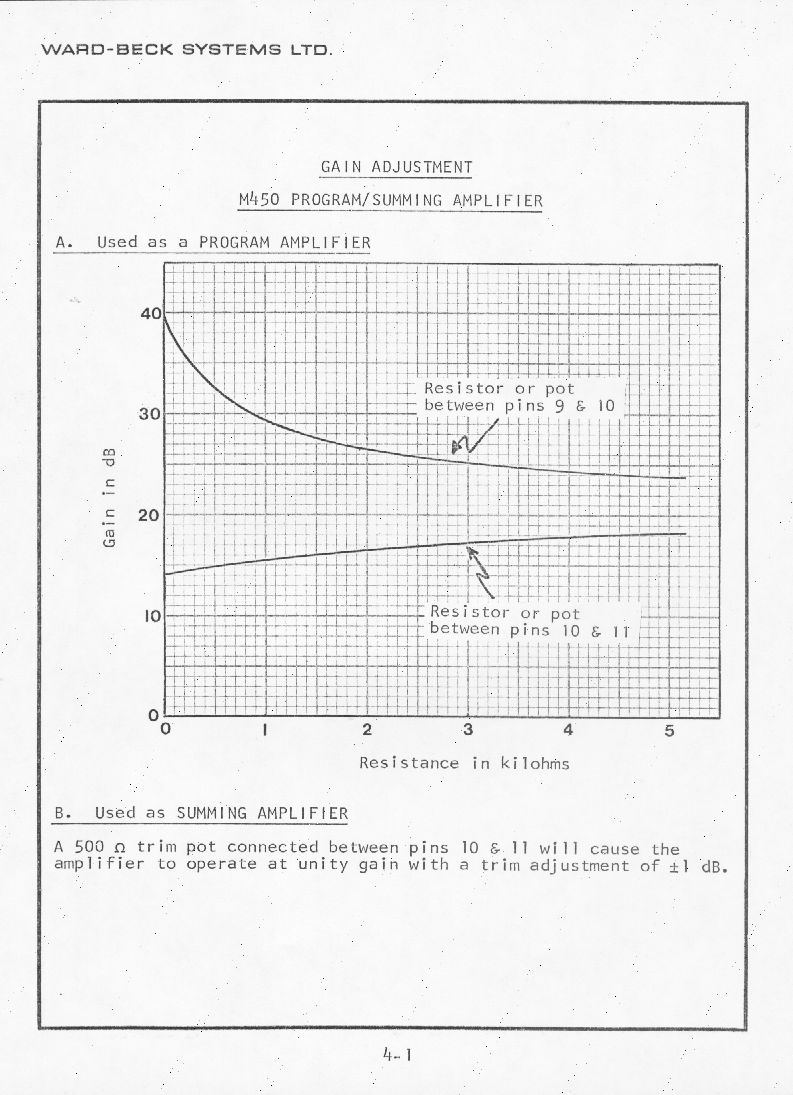 WARD-BECK SYSTEMS LTD.
GAIN ADJUSTMENT
M450 PROGRAM/SUMMING AMPLIFIER
A. Used as a PROGRAM AMPLIFIER
40
30
20
10
0
Gain in dB
Resistor or pot
between pins 9 & 10
Resistor or pot
between pins 10 & 11
0 1 2 3 4 5
Resistance in kilohms
B. Used as SUMMING AMPLIFIER
A 500 Ω trim pot connected between pins 10 & 11 will cause the
amplifier to operate at unity gain with a trim adjustment of ±1 dB.
4-1